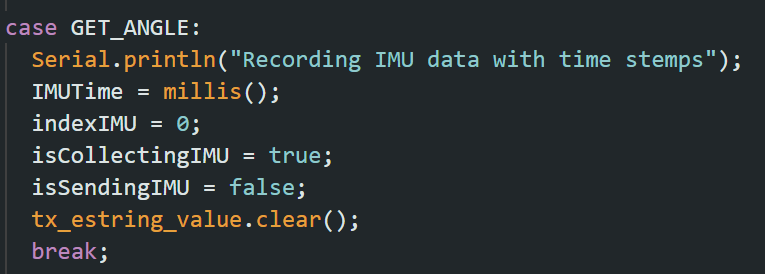 case GET_ANGLE:
Serial.println("Recording IMU data with time stemps");
IMUTime = millis();
indexIMU = 0;
isCollectingIMU = true;
isSendingIMU = false;
tx_estring_value.clear();
break;